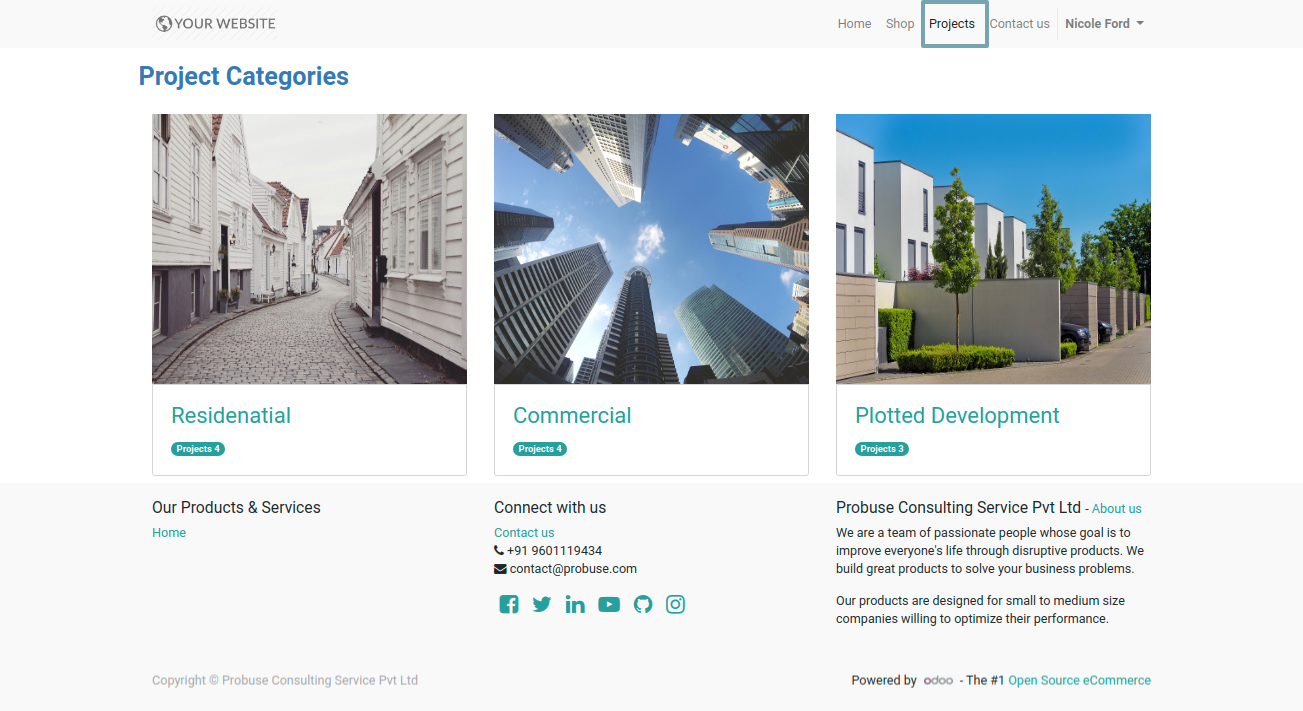 YOUR WEBSITE
Home Shop Projects Contact us Nicole Ford
Project Categories
Residenatial
Projects 4
Commercial
Projects 4
Plotted Development
Projects 3
Our Products & Services
Home
Connect with us
Contact us
+91 9601119434
contact@probuse.com
Probuse Consulting Service Pvt Ltd - About us
We are a team of passionate people whose goal is to
improve everyone's life through disruptive products. We
build great products to solve your business problems.
Our products are designed for small to medium size
companies willing to optimize their performance.
Copyright © Probuse Consulting Service Pvt Ltd
Powered by odoo - The #1 Open Source eCommerce